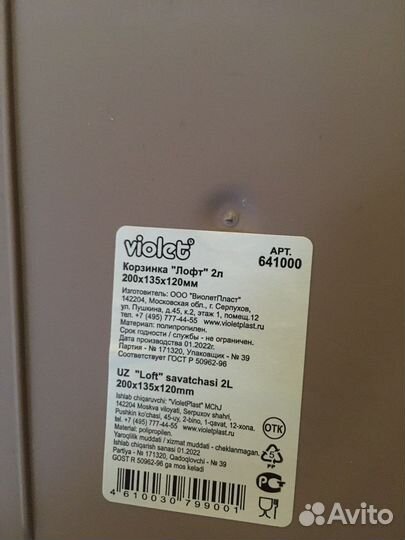 violet®
АРТ.
641000
Корзинка "Лофт" 2л
200х135х120мм
Изготовитель: ООО "ВиолетПласт"
142204, Московская обл., г. Серпухов,
ул. Пушкина, д.45, к.2, этаж 1, помещ.12
тел. +7 (495) 777-44-55 www.violetplast.ru
Материал: полипропилен.
Срок годности / службы - не ограничен.
Дата производства 01.2022г.
Партия - № 171320, Упаковщик - № 39
Соответствует ГОСТ Р 50962-96
UZ "Loft" savatchasi 2L
200x135x120mm
Ishlab chiqaruvchi: "VioletPlast" MChJ
142204 Moskva viloyati, Serpuxov shahri,
Pushkin ko'chasi, 45-uy, 2-bino, 1-qavat, 12-xona
tel. +7 (495) 777-44-55 www.violetplast.ru
Material: polipropilen.
Yaroqlilik muddati / xizmat muddati - cheklanmagan.
Ishlab chiqarish sanasi 01.2022
Partiya - № 171320, Qadoqlovchi - № 39
GOST R 50962-96 ga mos keladi
ОТК
5
PP
4 610030 799001
Avito